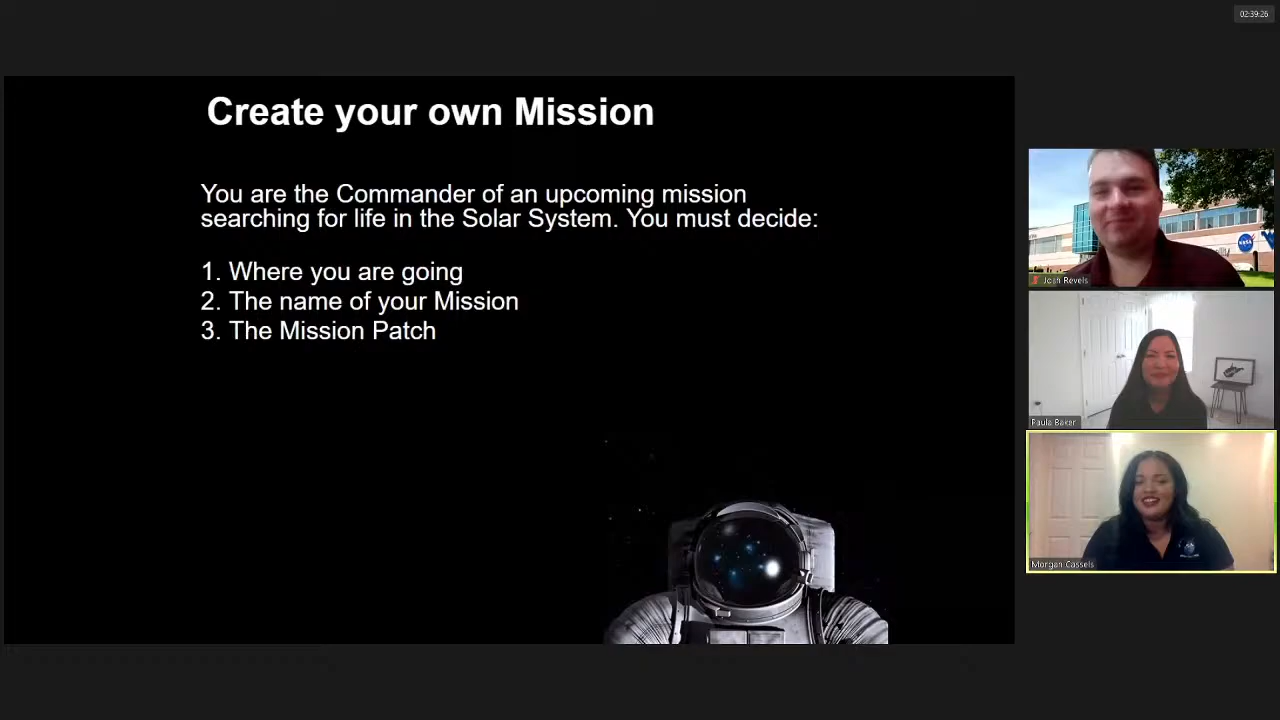 02:39:26
Create your own Mission
You are the Commander of an upcoming mission
searching for life in the Solar System. You must decide:
1. Where you are going
2. The name of your Mission
3. The Mission Patch
NASA
Josh Revels
Paula Baker
Morgan Cassels